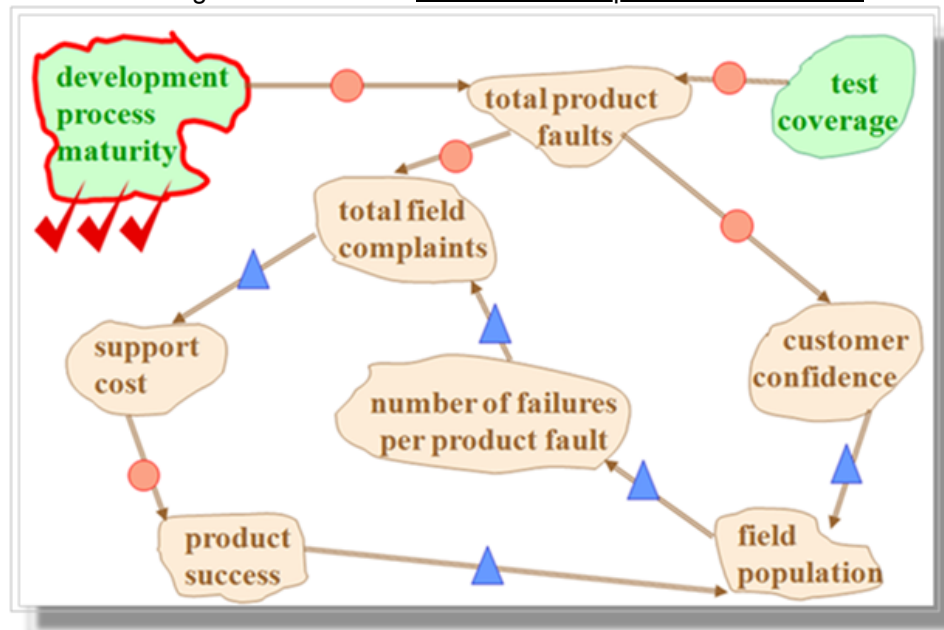 development
process
maturity
total product
faults
test
coverage
total field
complaints
support
cost
customer
confidence
number of failures
per product fault
product
success
field
population